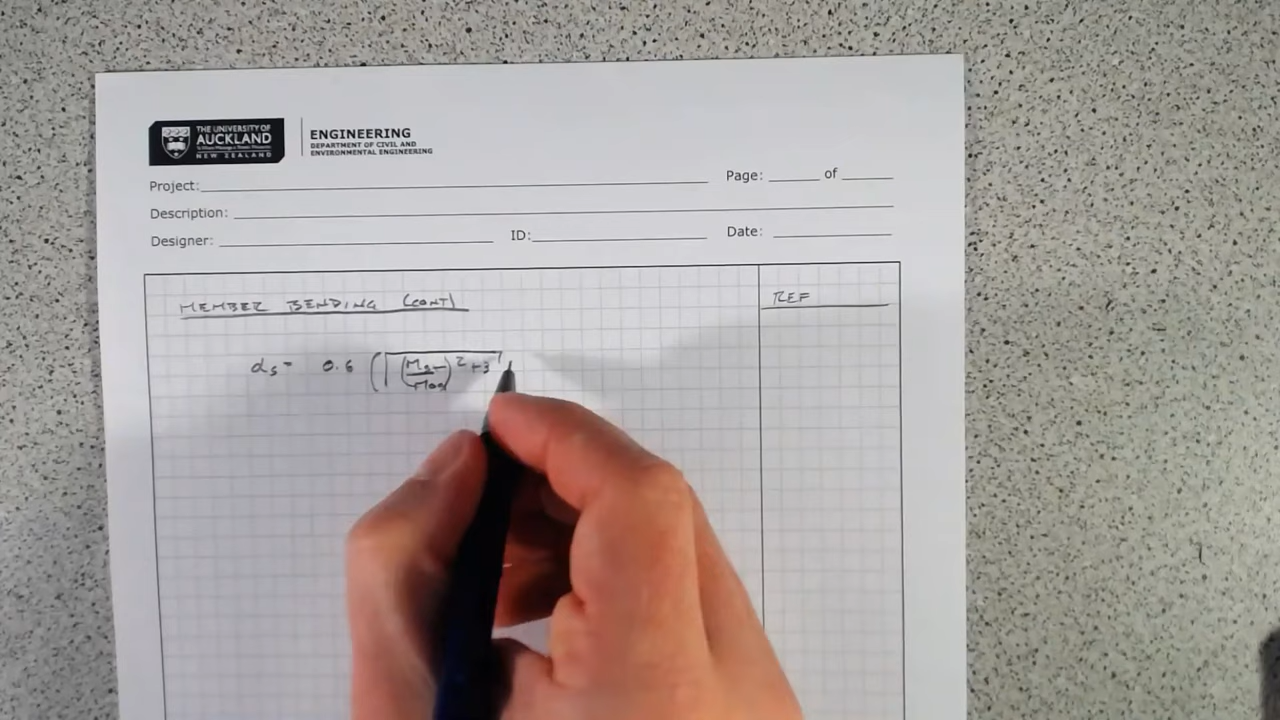 THE UNIVERSITY OF
AUCKLAND
NEW ZEALAND
ENGINEERING
DEPARTMENT OF CIVIL AND
ENVIRONMENTAL ENGINEERING
Project:
Page: of
Description:
Designer:
ID:
Date:
MEMBER BENDING (CONT)
REF
αs = 0.6 (√(Ms/Moa)² + 3